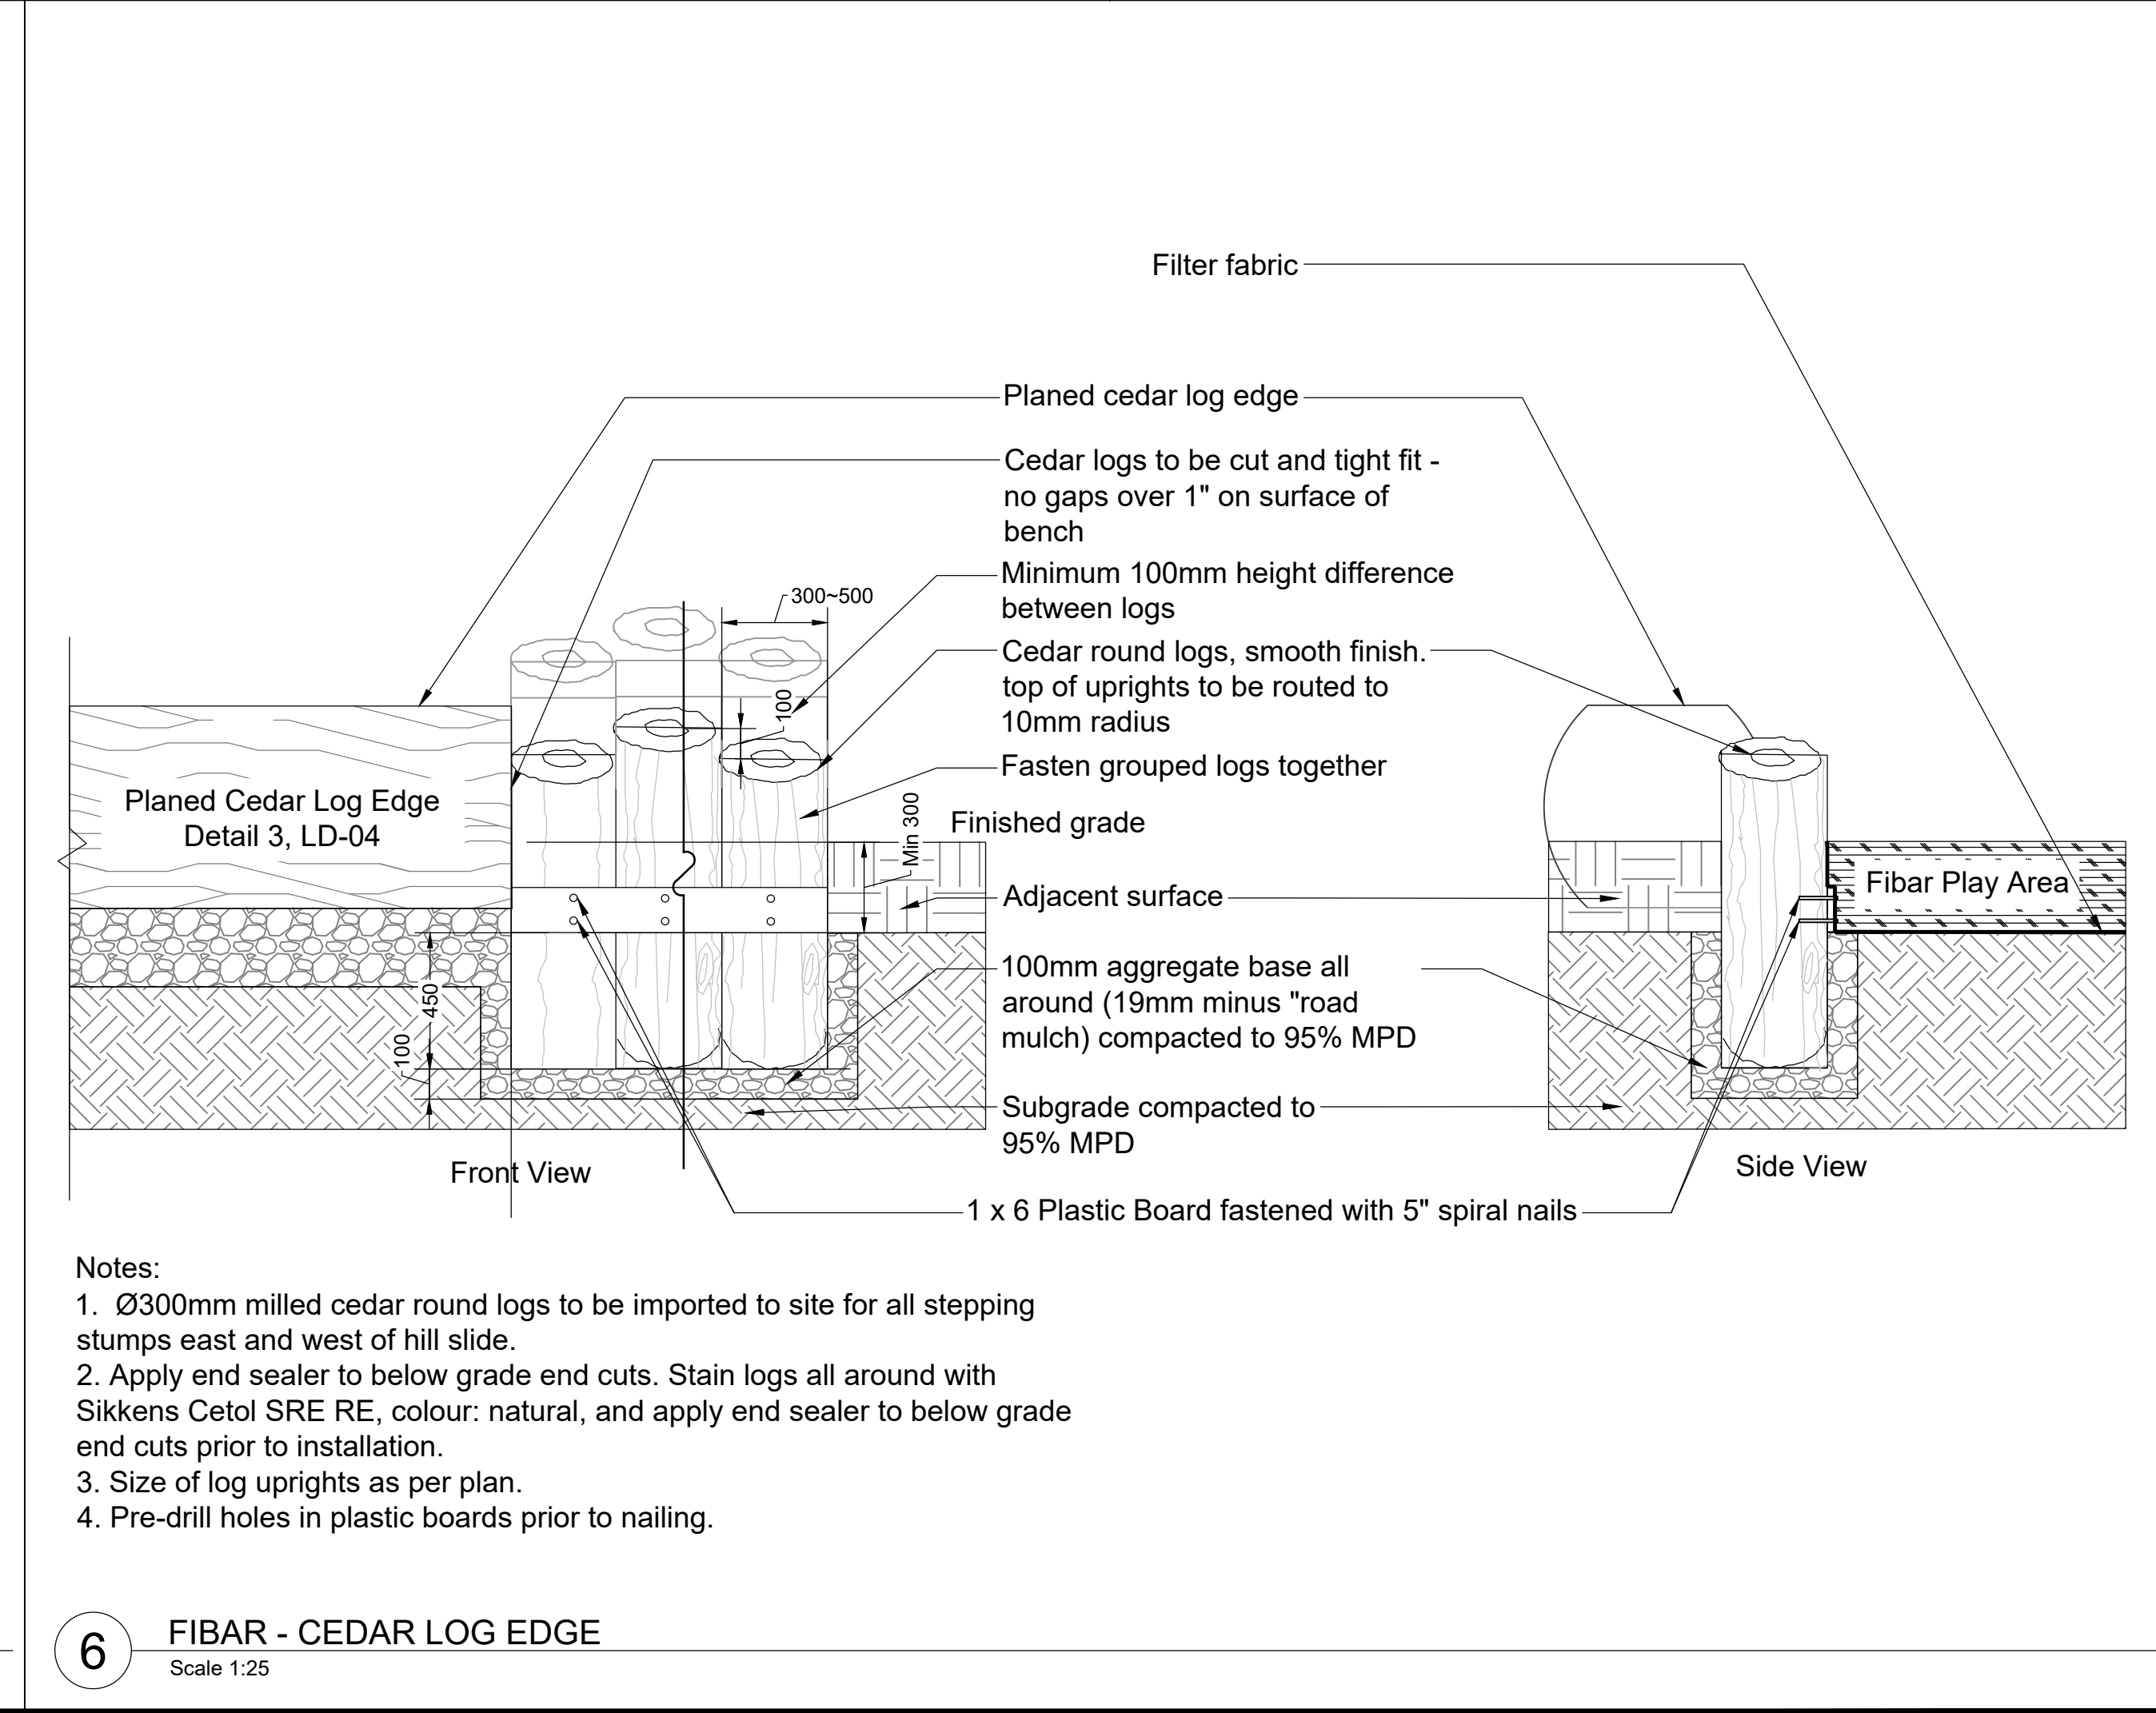 Filter fabric
Planed cedar log edge
Cedar logs to be cut and tight fit -
no gaps over 1" on surface of
bench
Minimum 100mm height difference
between logs
300~500
Cedar round logs, smooth finish.
top of uprights to be routed to
10mm radius
100
Fasten grouped logs together
Planed Cedar Log Edge
Detail 3, LD-04
Min 300
Finished grade
Adjacent surface
Fibar Play Area
100mm aggregate base all
around (19mm minus "road
mulch) compacted to 95% MPD
450
100
Subgrade compacted to
95% MPD
Front View
Side View
1 x 6 Plastic Board fastened with 5" spiral nails
Notes:
1. Ø300mm milled cedar round logs to be imported to site for all stepping
stumps east and west of hill slide.
2. Apply end sealer to below grade end cuts. Stain logs all around with
Sikkens Cetol SRE RE, colour: natural, and apply end sealer to below grade
end cuts prior to installation.
3. Size of log uprights as per plan.
4. Pre-drill holes in plastic boards prior to nailing.
6
FIBAR - CEDAR LOG EDGE
Scale 1:25